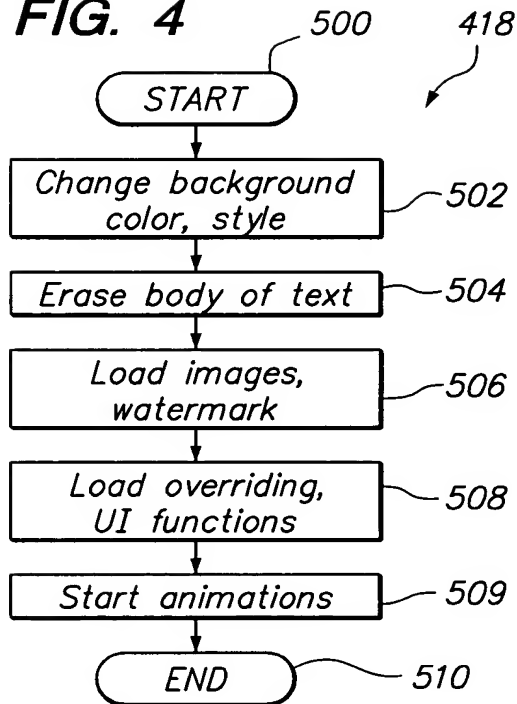 FIG. 4
500
418
START
Change background
color, style
502
Erase body of text
504
Load images,
watermark
506
Load overriding,
UI functions
508
Start animations
509
END
510